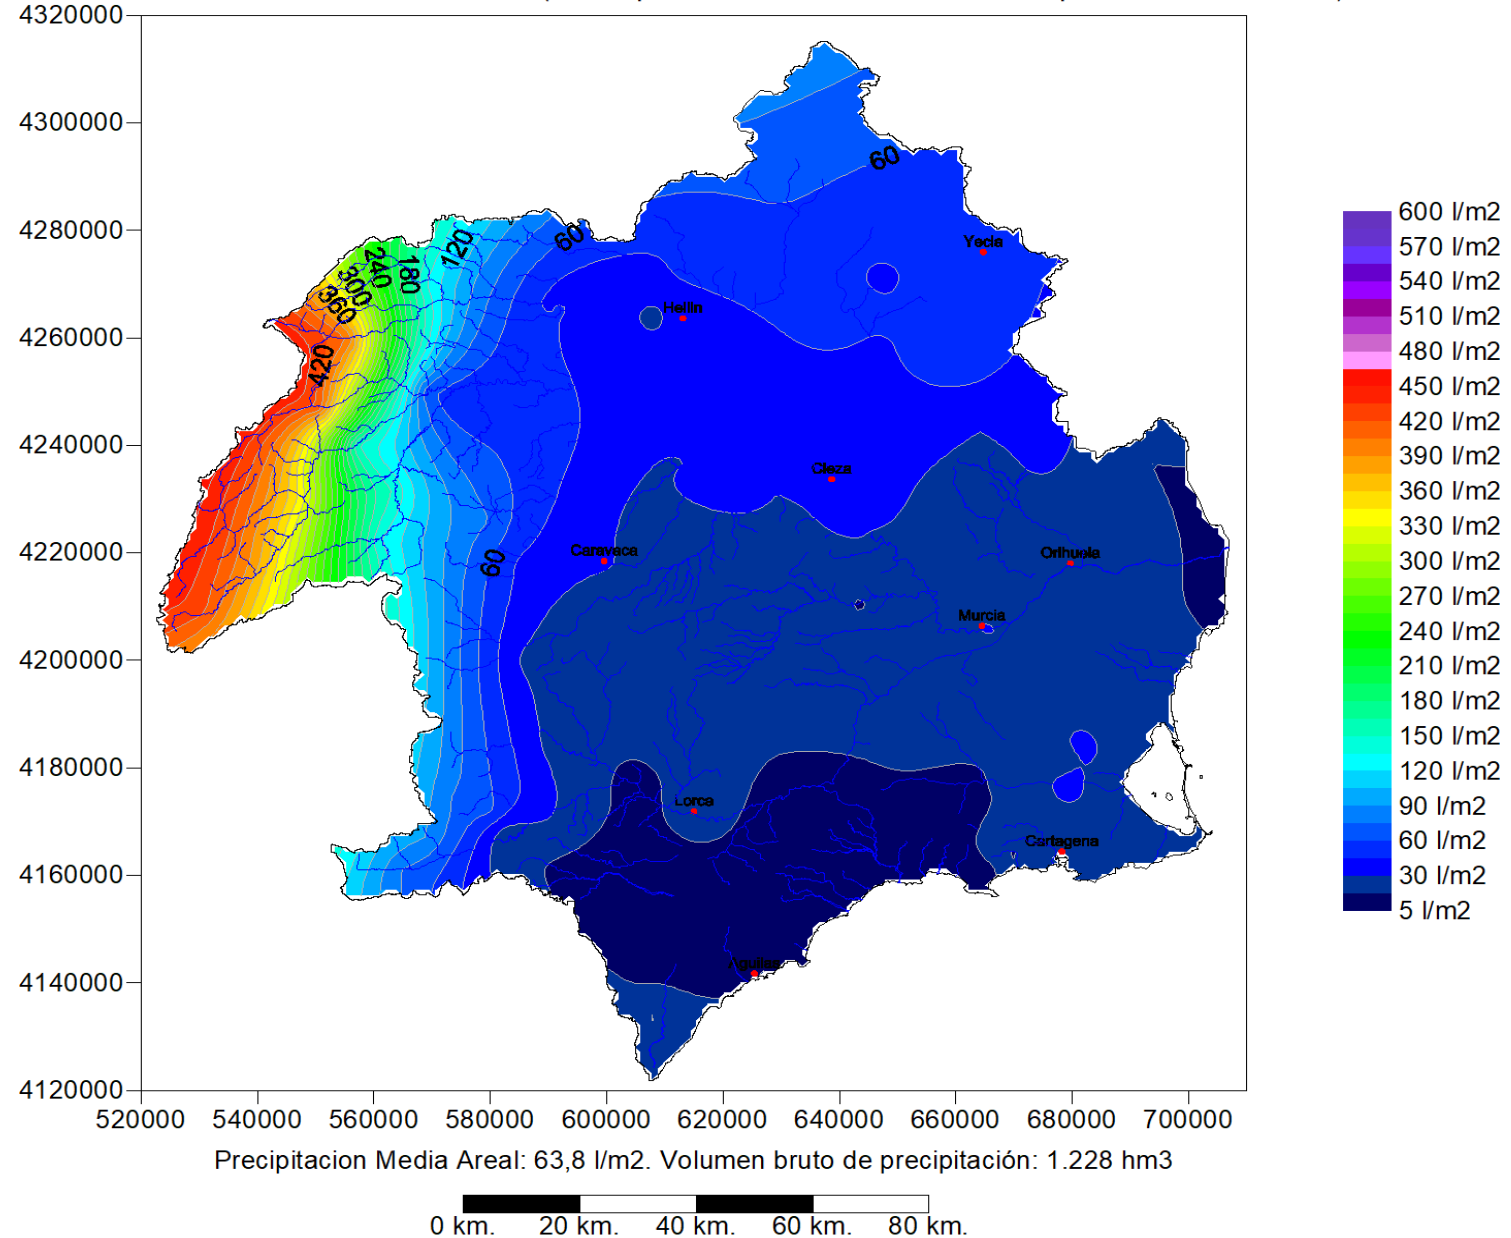 4320000
4300000
4280000
4260000
4240000
4220000
4200000
4180000
4160000
4140000
4120000
520000 540000 560000 580000 600000 620000 640000 660000 680000 700000
60
60
120
180
240
300
360
420
60
Yecla
Hellin
Cieza
Caravaca
Orihuela
Murcia
Lorca
Cartagena
Aguilas
600 l/m2
570 l/m2
540 l/m2
510 l/m2
480 l/m2
450 l/m2
420 l/m2
390 l/m2
360 l/m2
330 l/m2
300 l/m2
270 l/m2
240 l/m2
210 l/m2
180 l/m2
150 l/m2
120 l/m2
90 l/m2
60 l/m2
30 l/m2
5 l/m2
Precipitacion Media Areal: 63,8 l/m2. Volumen bruto de precipitación: 1.228 hm3
0 km. 20 km. 40 km. 60 km. 80 km.